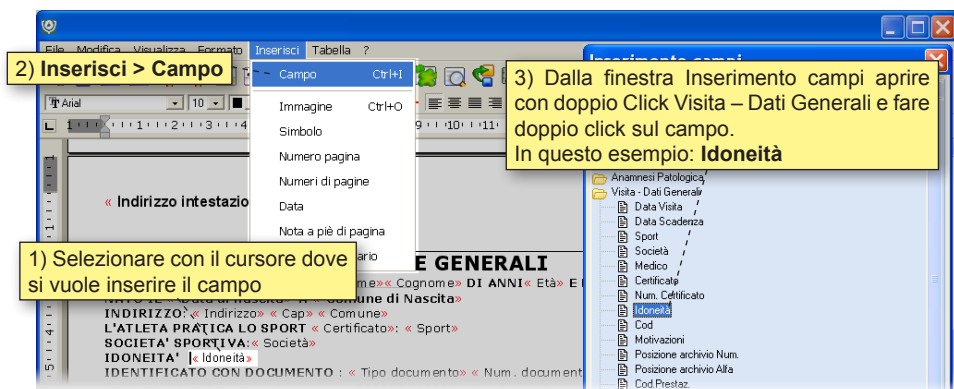 File Modifica Visualizza Formato Inserisci Tabella ?
Inserimento campi
2) Inserisci > Campo
Campo Ctrl+I
3) Dalla finestra Inserimento campi aprire
con doppio Click Visita – Dati Generali e fare
doppio click sul campo.
In questo esempio: Idoneità
Arial 10
Immagine Ctrl+O
Simbolo
Numero pagina
Numeri di pagine
Data
Nota a piè di pagina
Anamnesi Patologica
Visita - Dati Generali
Data Visita
Data Scadenza
Sport
Società
Medico
Certificato
Num. Certificato
Idoneità
Cod
Motivazioni
Posizione archivio Num.
Posizione archivio Alfa
Cod.Prestaz.
« Indirizzo intestazio
1) Selezionare con il cursore dove
si vuole inserire il campo
E GENERALI
me»« Cognome» DI ANNI« Età» E
Comune di Nascita»
INDIRIZZO: « Indirizzo» « Cap» « Comune»
L'ATLETA PRATICA LO SPORT « Certificato»: « Sport»
SOCIETA' SPORTIVA:« Società»
IDONEITA' « Idoneità»
IDENTIFICATO CON DOCUMENTO : « Tipo documento» « Num. document